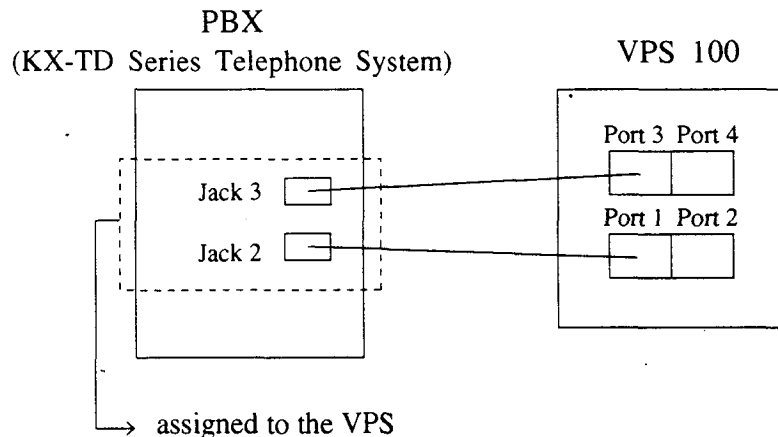 PBX
(KX-TD Series Telephone System)
VPS 100
Port 3 Port 4
Jack 3
Port 1 Port 2
Jack 2
assigned to the VPS